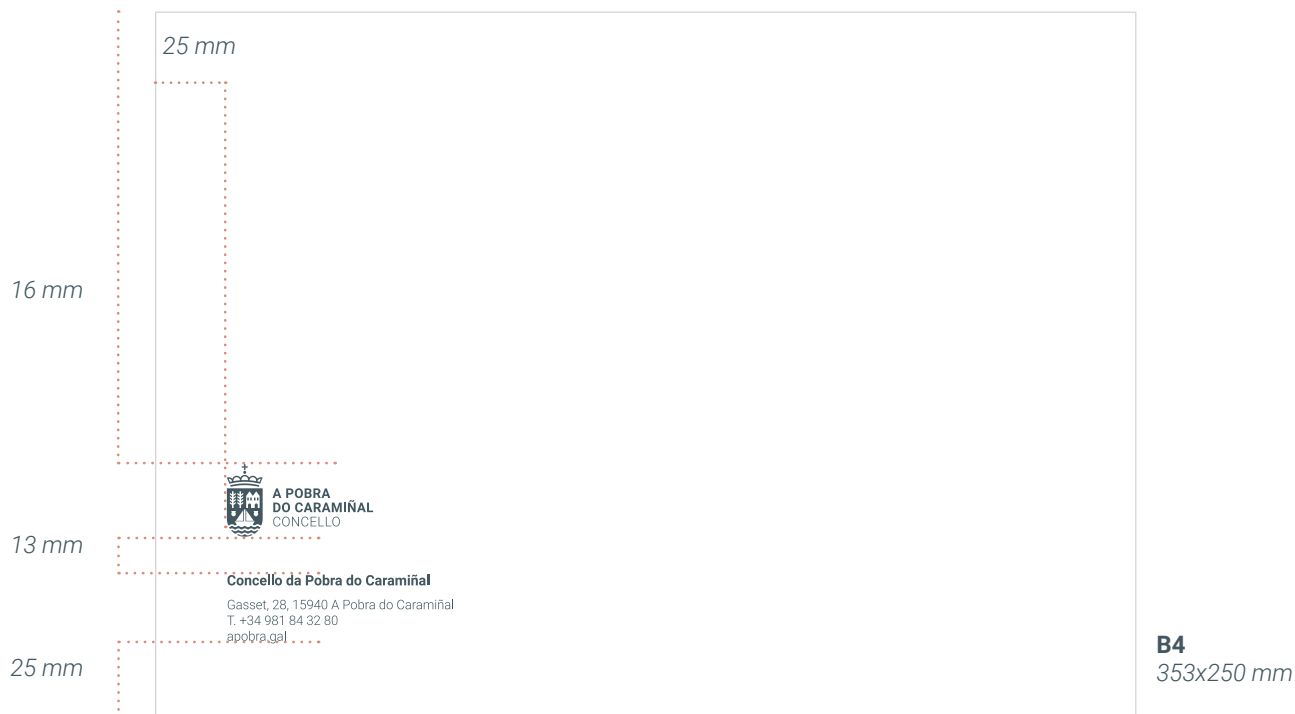 25 mm
16 mm
A POBRA
DO CARAMIÑAL
CONCELLO
13 mm
Concello da Pobra do Caramiñal
Gasset, 28, 15940 A Pobra do Caramiñal
T. +34 981 84 32 80
apobra.gal
25 mm
B4
353x250 mm